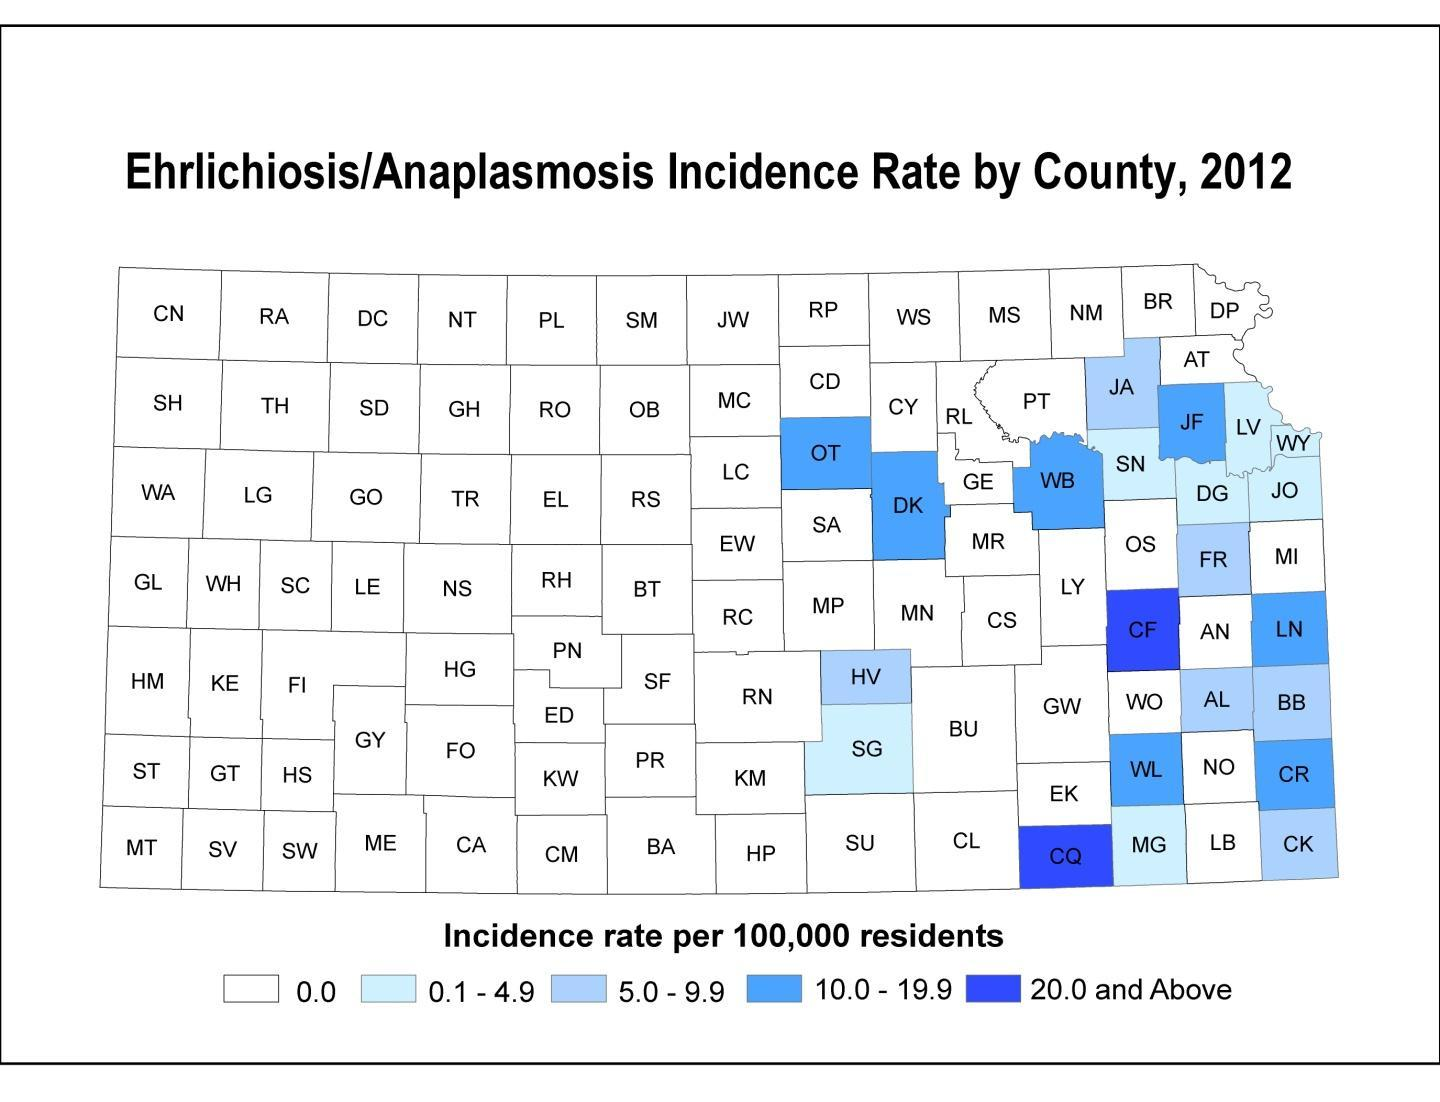 Ehrlichiosis/Anaplasmosis Incidence Rate by County, 2012
CN RA DC NT PL SM JW RP WS MS NM BR DP
CD AT
SH TH SD GH RO OB MC CY RL PT JA JF LV WY
OT
WA LG GO TR EL RS LC DK GE WB SN DG JO
SA
GL WH SC LE NS RH BT EW MR OS FR MI
RC MP MN CS LY CF AN LN
HM KE FI HG PN SF RN HV GW WO AL BB
ED
ST GT HS GY FO KW PR KM SG BU EK WL NO CR
MT SV SW ME CA CM BA HP SU CL CQ MG LB CK
Incidence rate per 100,000 residents
0.0 0.1 - 4.9 5.0 - 9.9 10.0 - 19.9 20.0 and Above